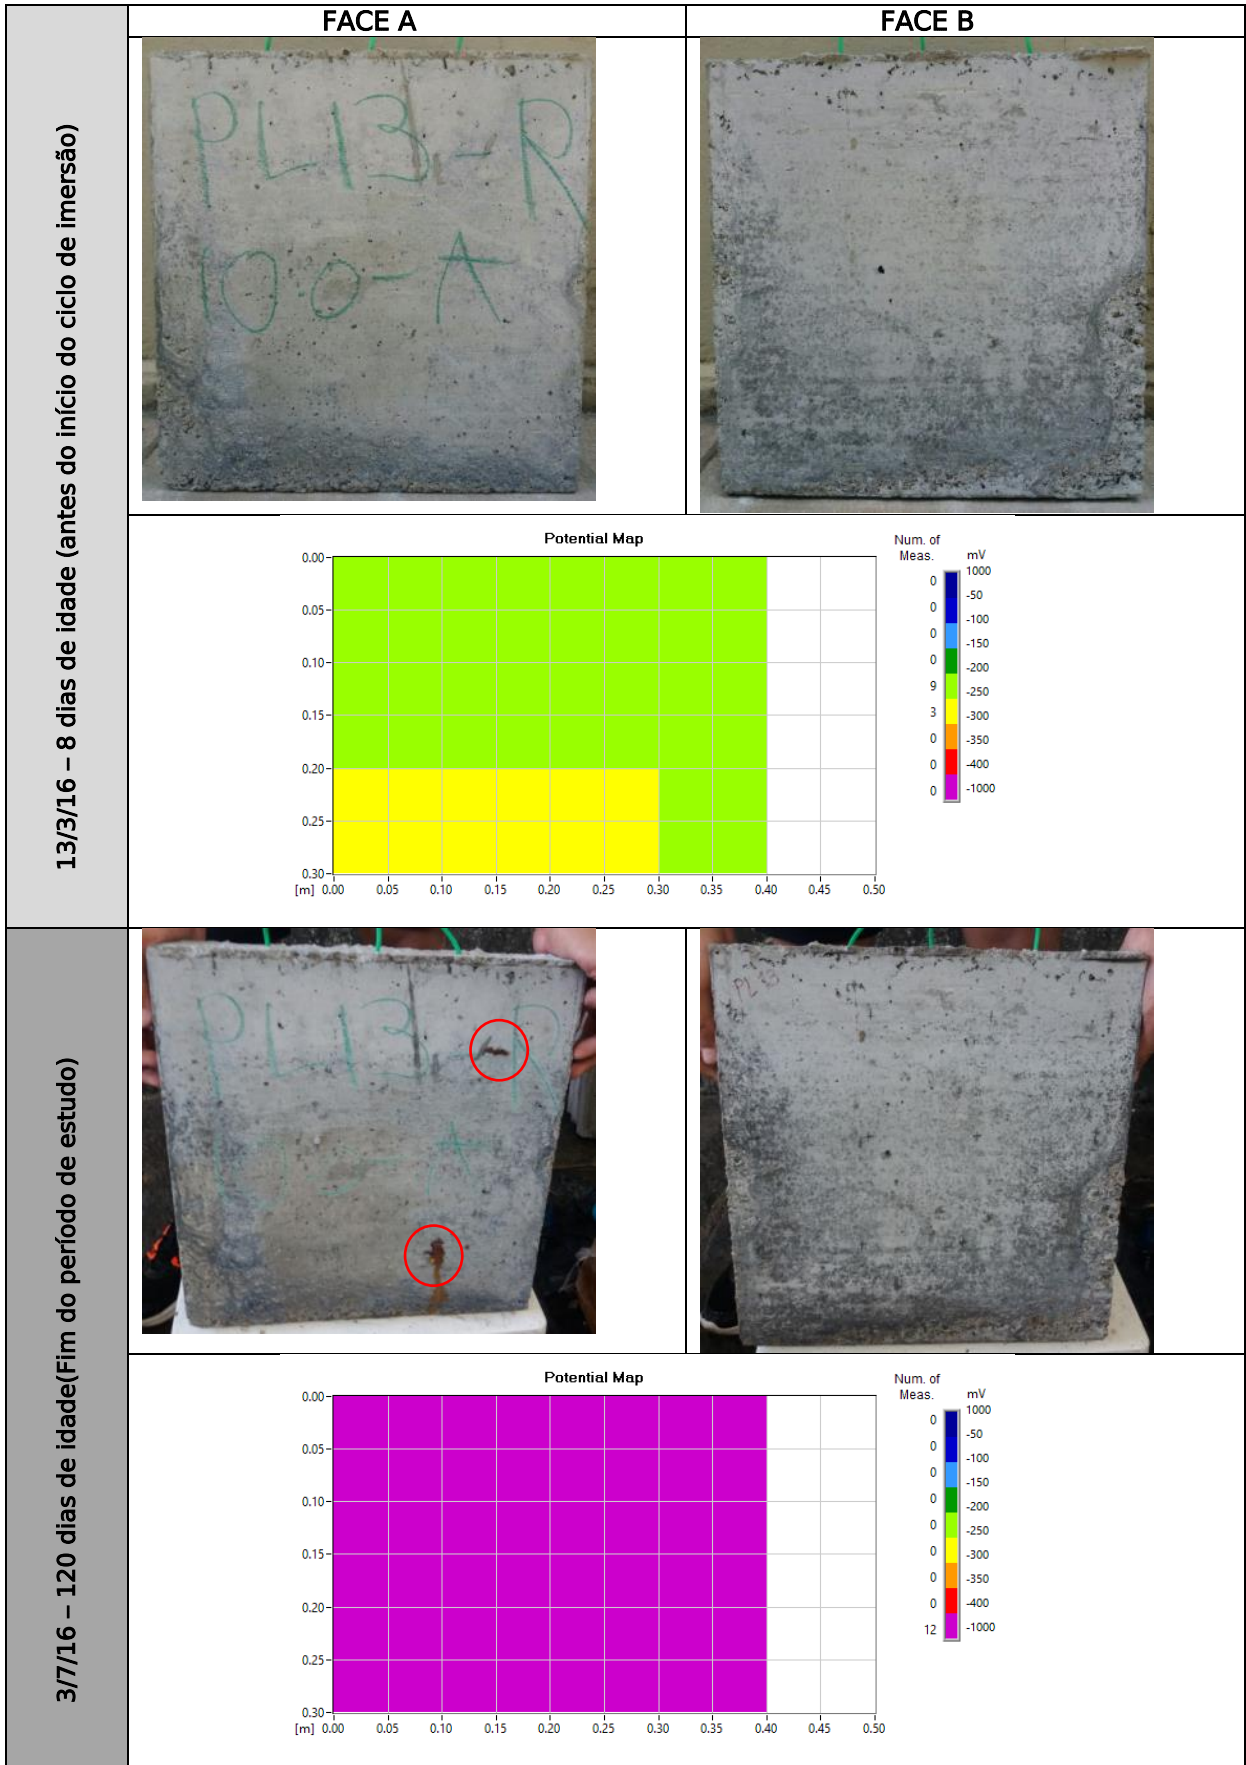 FACE A
FACE B
13/3/16 – 8 dias de idade (antes do início do ciclo de imersão)
PL13-R
10.0-A
Potential Map
Num. of
Meas.
mV
0.00
0.05
0.10
0.15
0.20
0.25
0.30
[m] 0.00 0.05 0.10 0.15 0.20 0.25 0.30 0.35 0.40 0.45 0.50
0
0
0
0
9
3
0
0
0
1000
-50
-100
-150
-200
-250
-300
-350
-400
-1000
3/7/16 – 120 dias de idade(Fim do período de estudo)
PL13-R
10.0-A
PL 13
Potential Map
Num. of
Meas.
mV
0.00
0.05
0.10
0.15
0.20
0.25
0.30
[m] 0.00 0.05 0.10 0.15 0.20 0.25 0.30 0.35 0.40 0.45 0.50
0
0
0
0
0
0
0
0
12
1000
-50
-100
-150
-200
-250
-300
-350
-400
-1000